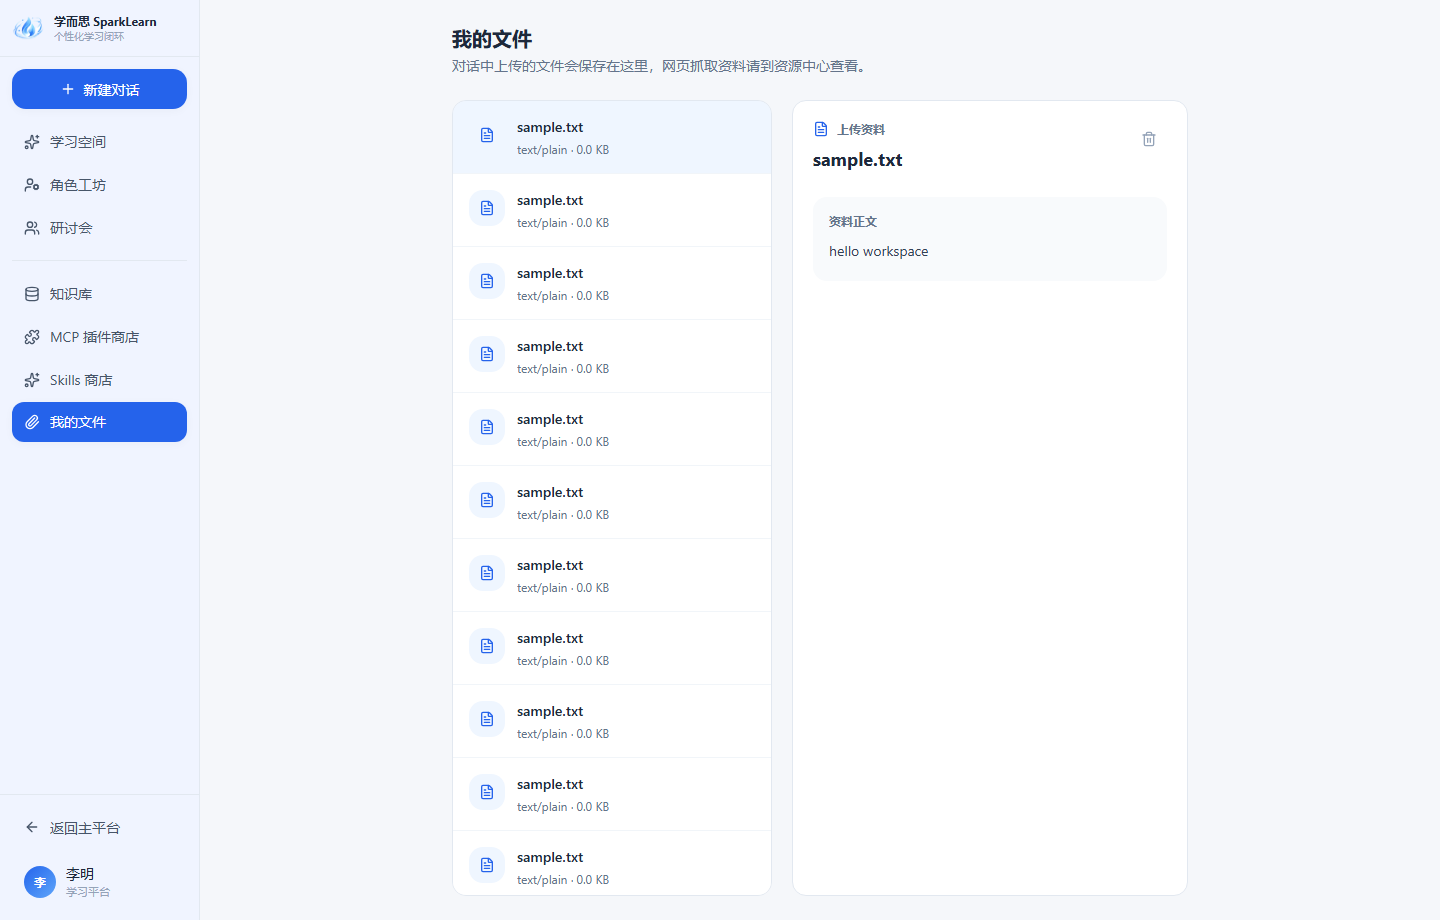 学而思 SparkLearn
个性化学习闭环
新建对话
学习空间
角色工坊
研讨会
知识库
MCP 插件商店
Skills 商店
我的文件
返回主平台
李
李明
学习平台
我的文件
对话中上传的文件会保存在这里，网页抓取资料请到资源中心查看。
sample.txt
text/plain · 0.0 KB
sample.txt
text/plain · 0.0 KB
sample.txt
text/plain · 0.0 KB
sample.txt
text/plain · 0.0 KB
sample.txt
text/plain · 0.0 KB
sample.txt
text/plain · 0.0 KB
sample.txt
text/plain · 0.0 KB
sample.txt
text/plain · 0.0 KB
sample.txt
text/plain · 0.0 KB
sample.txt
text/plain · 0.0 KB
sample.txt
text/plain · 0.0 KB
上传资料
sample.txt
资料正文
hello workspace